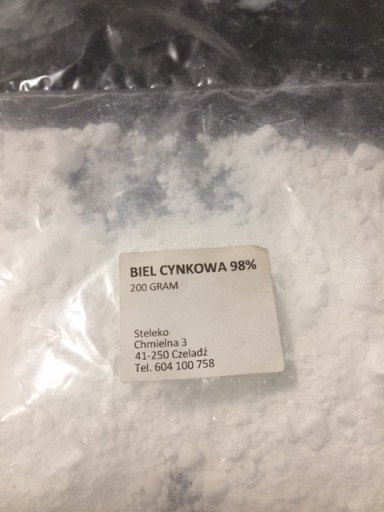 BIEL CYNKOWA 98%
200 GRAM
Steleko
Chmielna 3
41-250 Czeladź
Tel. 604 100 758